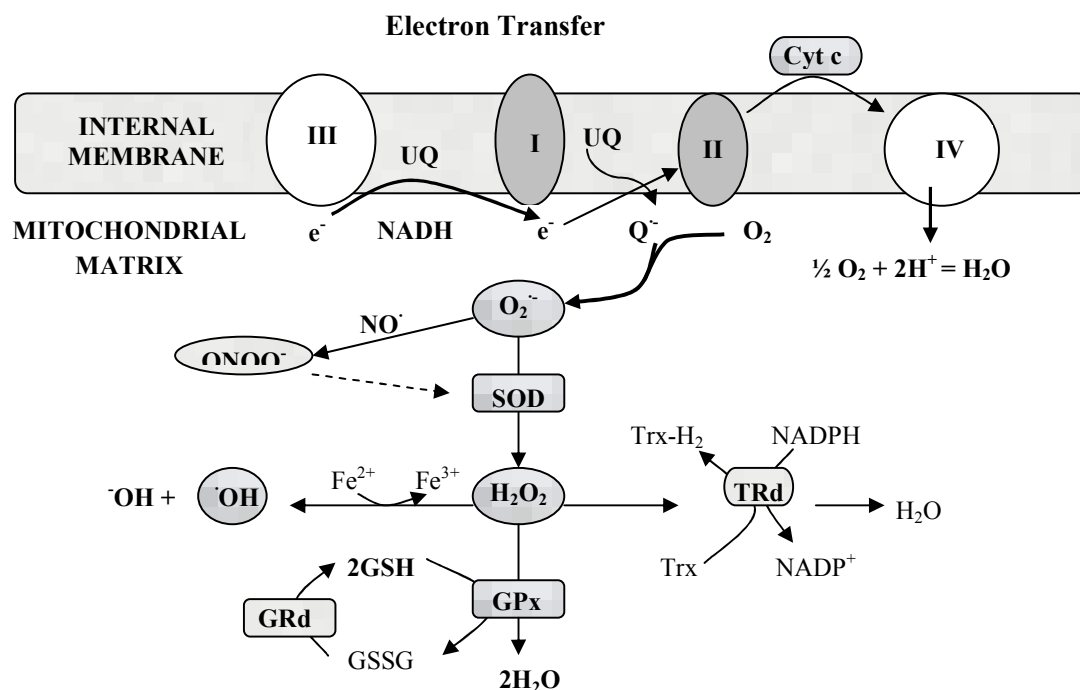 Electron Transfer
Cyt c
INTERNAL
MEMBRANE
III
I
II
IV
UQ
UQ
MITOCHONDRIAL
MATRIX
e⁻
NADH
e⁻
Q·⁻
O₂
½ O₂ + 2H⁺ = H₂O
O₂·⁻
NO·
ONOO⁻
SOD
Trx-H₂
NADPH
⁻OH +
·OH
Fe²⁺
Fe³⁺
H₂O₂
TRd
H₂O
Trx
NADP⁺
2GSH
GPx
GRd
GSSG
2H₂O